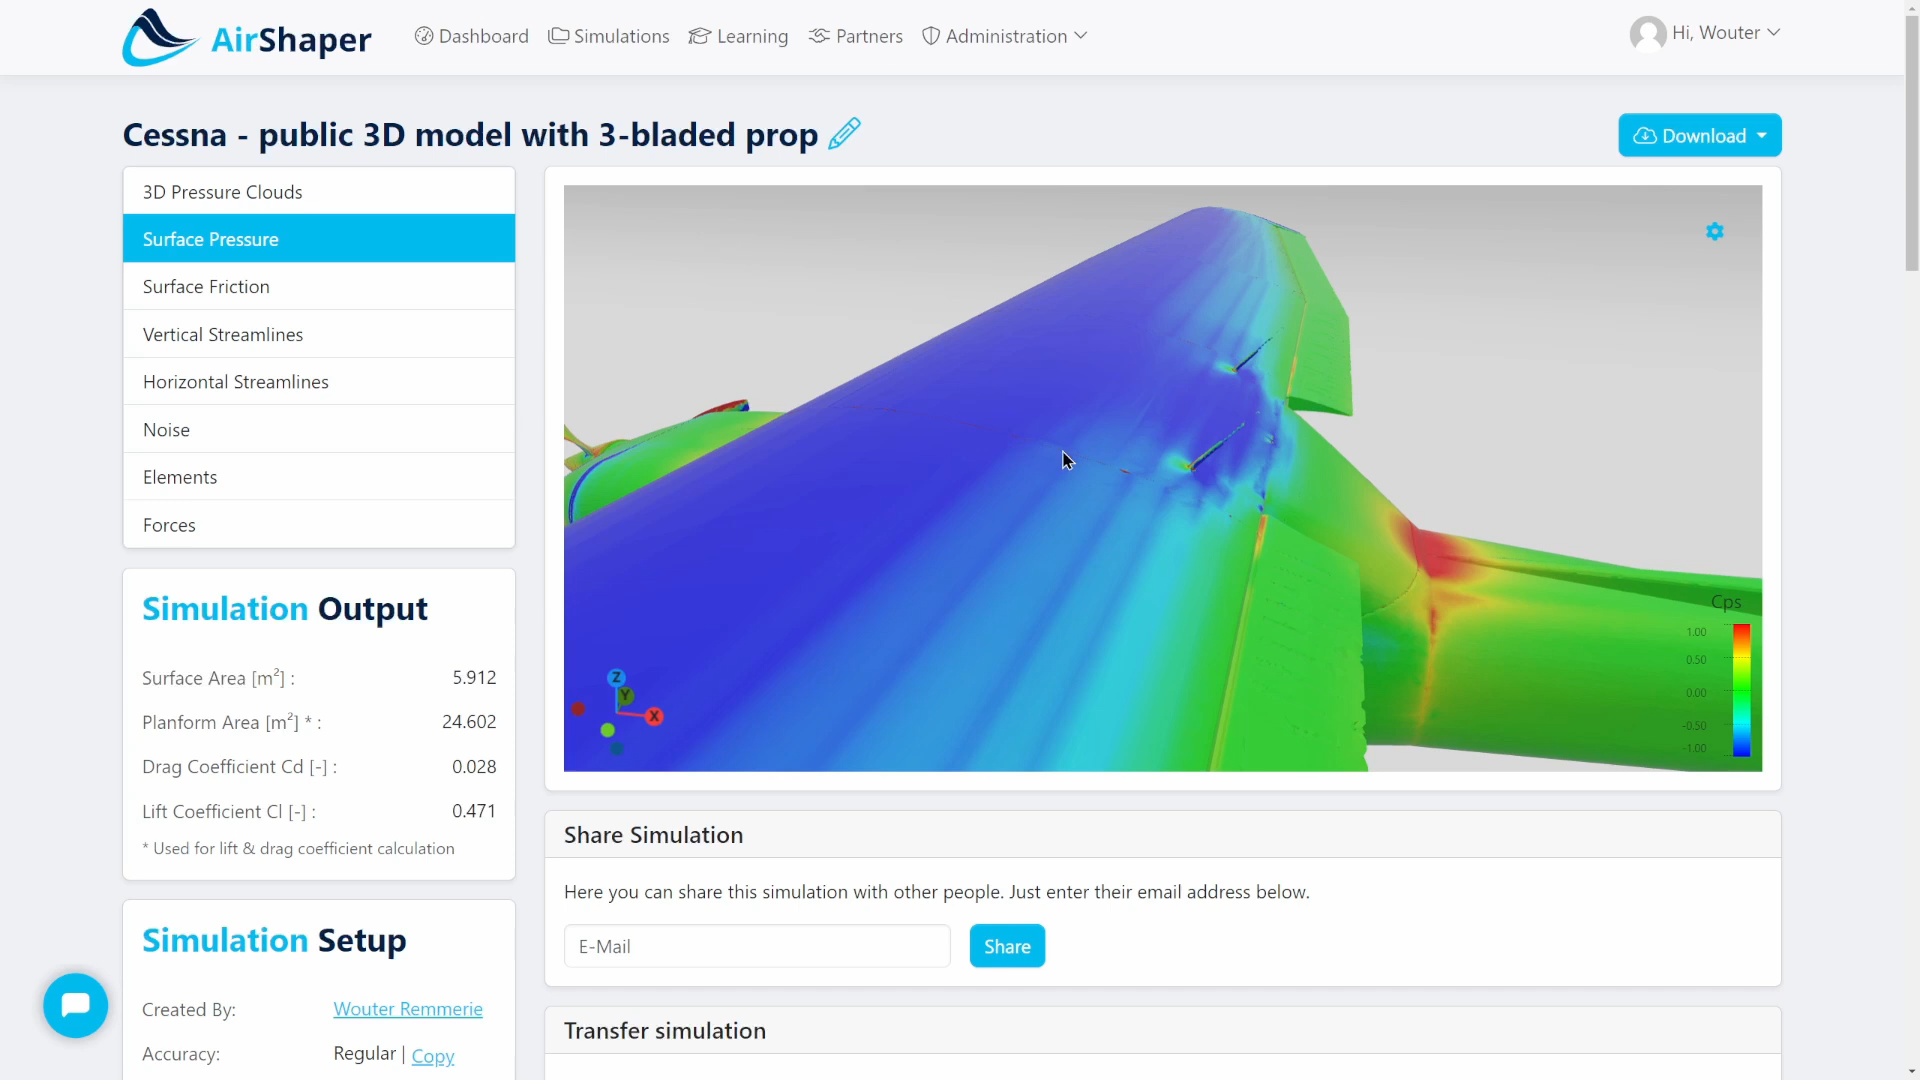 AirShaper
Dashboard
Simulations
Learning
Partners
Administration
Hi, Wouter
Cessna - public 3D model with 3-bladed prop
Download
3D Pressure Clouds
Surface Pressure
Surface Friction
Vertical Streamlines
Horizontal Streamlines
Noise
Elements
Forces
Simulation Output
Surface Area [m²] : 5.912
Planform Area [m²] * : 24.602
Drag Coefficient Cd [-] : 0.028
Lift Coefficient Cl [-] : 0.471
* Used for lift & drag coefficient calculation
Simulation Setup
Created By: Wouter Remmerie
Accuracy: Regular | Copy
Z
Y
X
Cps
1.00
0.50
0.00
-0.50
-1.00
Share Simulation
Here you can share this simulation with other people. Just enter their email address below.
E-Mail
Share
Transfer simulation